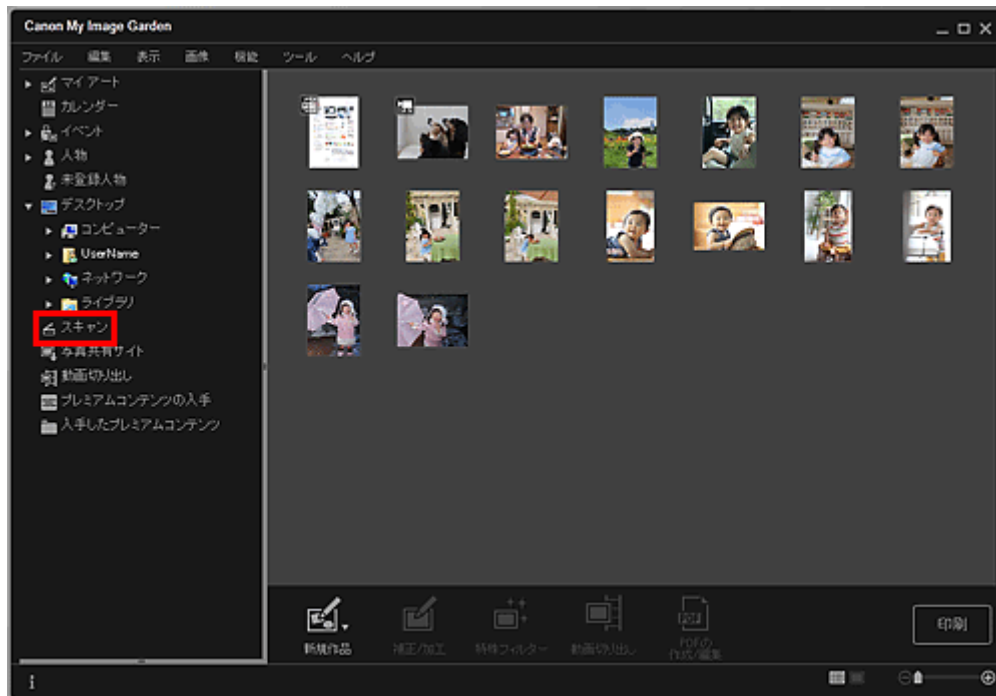 Canon My Image Garden
ファイル 編集 表示 画像 機能 ツール ヘルプ
マイ アート
カレンダー
イベント
人物
未登録人物
デスクトップ
コンピューター
UserName
ネットワーク
ライブラリ
スキャン
写真共有サイト
動画切り出し
プレミアムコンテンツの入手
入手したプレミアムコンテンツ
新規作品 補正/加工 特殊フィルター 動画切り出し PDFの
作成/編集
印刷